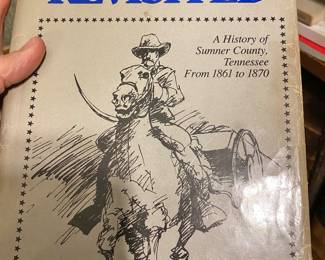 REVISITED
A History of
Sumner County,
Tennessee
From 1861 to 1870